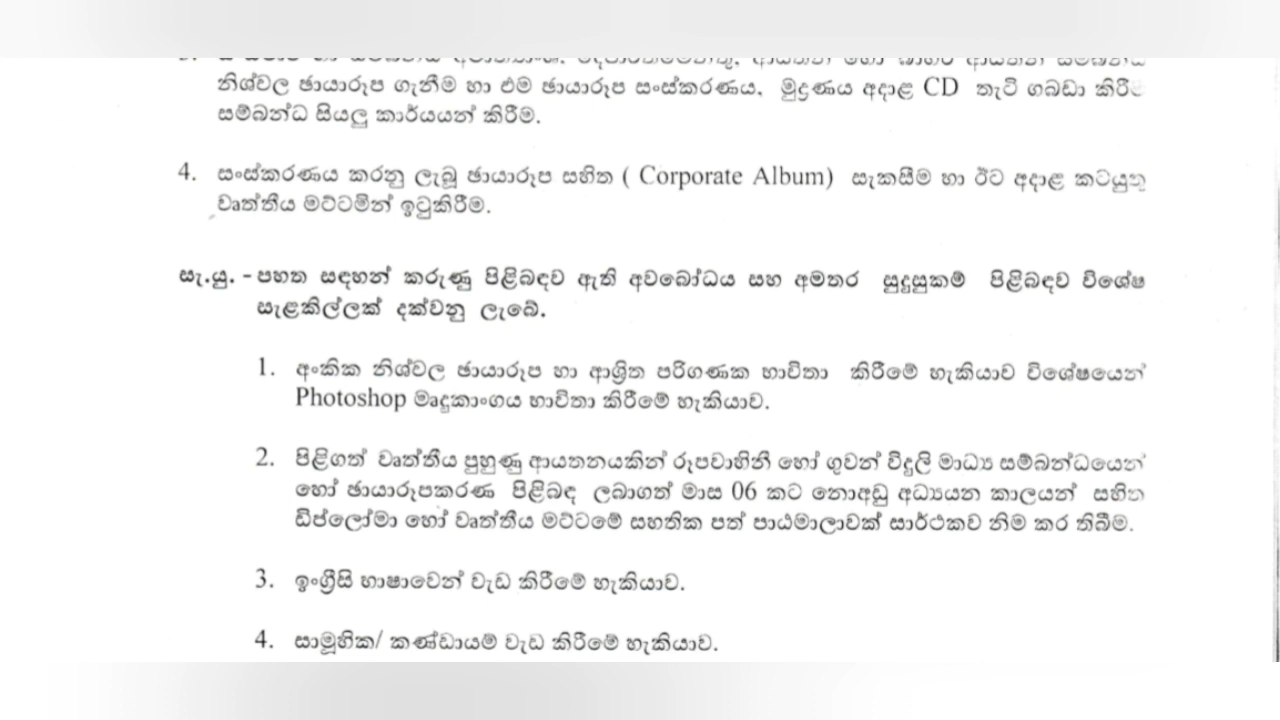 නිශ්චල ඡායාරූප ගැනීම හා එම ඡායාරූප සංස්කරණය, මුද්‍රණය අදාළ CD තැටි ගබඩා කිරීම
සම්බන්ධ සියලු කාර්යයන් කිරීම.
4. සංස්කරණය කරනු ලැබූ ඡායාරූප සහිත ( Corporate Album) සැකසීම හා ඊට අදාළ කටයුතු
වෘත්තීය මට්ටමින් ඉටුකිරීම.
සැ.යු. - පහත සඳහන් කරුණු පිළිබඳව ඇති අවබෝධය සහ අමතර සුදුසුකම් පිළිබඳව විශේෂ
සැළකිල්ලක් දක්වනු ලැබේ.
1. අංකික නිශ්චල ඡායාරූප හා ආශ්‍රිත පරිගණක භාවිතා කිරීමේ හැකියාව විශේෂයෙන්
Photoshop මෘදුකාංගය භාවිතා කිරීමේ හැකියාව.
2. පිළිගත් වෘත්තීය පුහුණු ආයතනයකින් රූපවාහිනී හෝ ගුවන් විදුලි මාධ්‍ය සම්බන්ධයෙන්
හෝ ඡායාරූපකරණ පිළිබඳ ලබාගත් මාස 06 කට නොඅඩු අධ්‍යයන කාලයන් සහිත
ඩිප්ලෝමා හෝ වෘත්තීය මට්ටමේ සහතික පත් පාඨමාලාවක් සාර්ථකව නිම කර තිබීම.
3. ඉංග්‍රීසි භාෂාවෙන් වැඩ කිරීමේ හැකියාව.
4. සාමූහික/ කණ්ඩායම් වැඩ කිරීමේ හැකියාව.